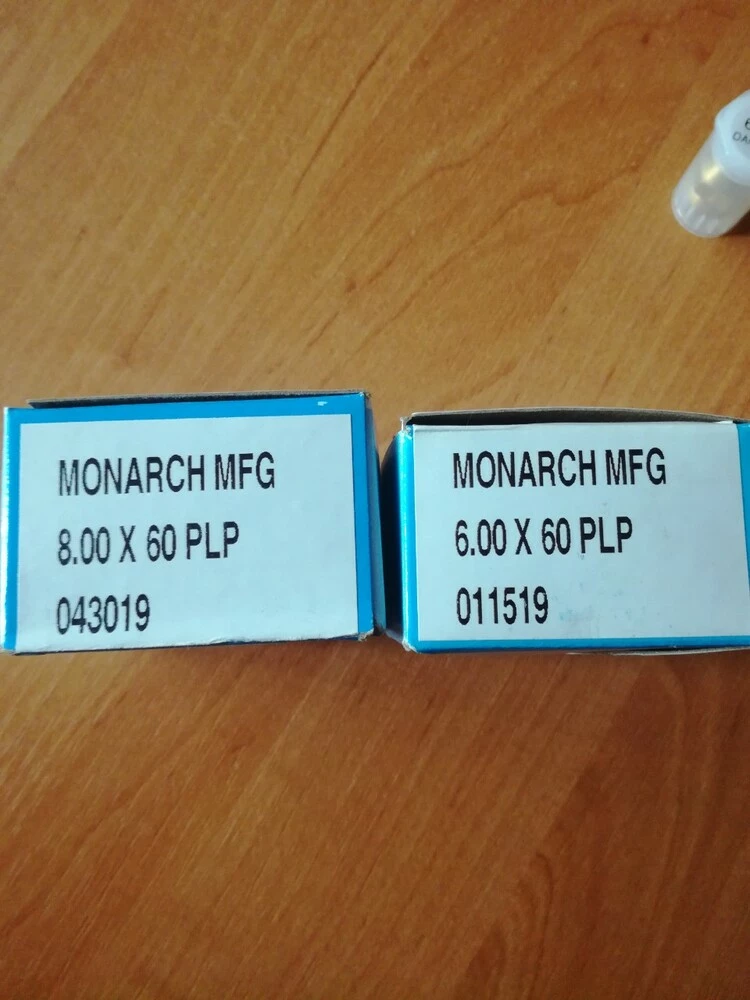 MONARCH MFG
8.00 X 60 PLP
043019
MONARCH MFG
6.00 X 60 PLP
011519